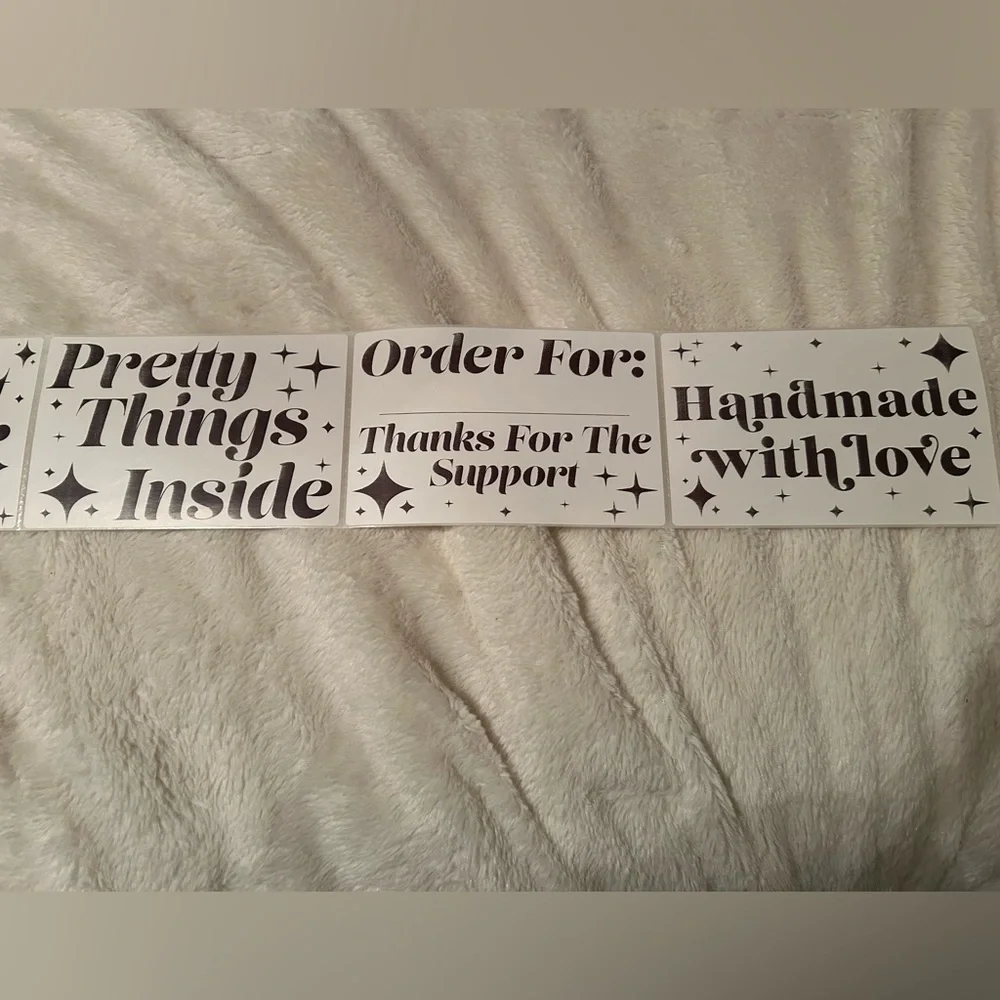 Pretty
Things
Inside
Order For:
Thanks For The
Support
Handmade
with love